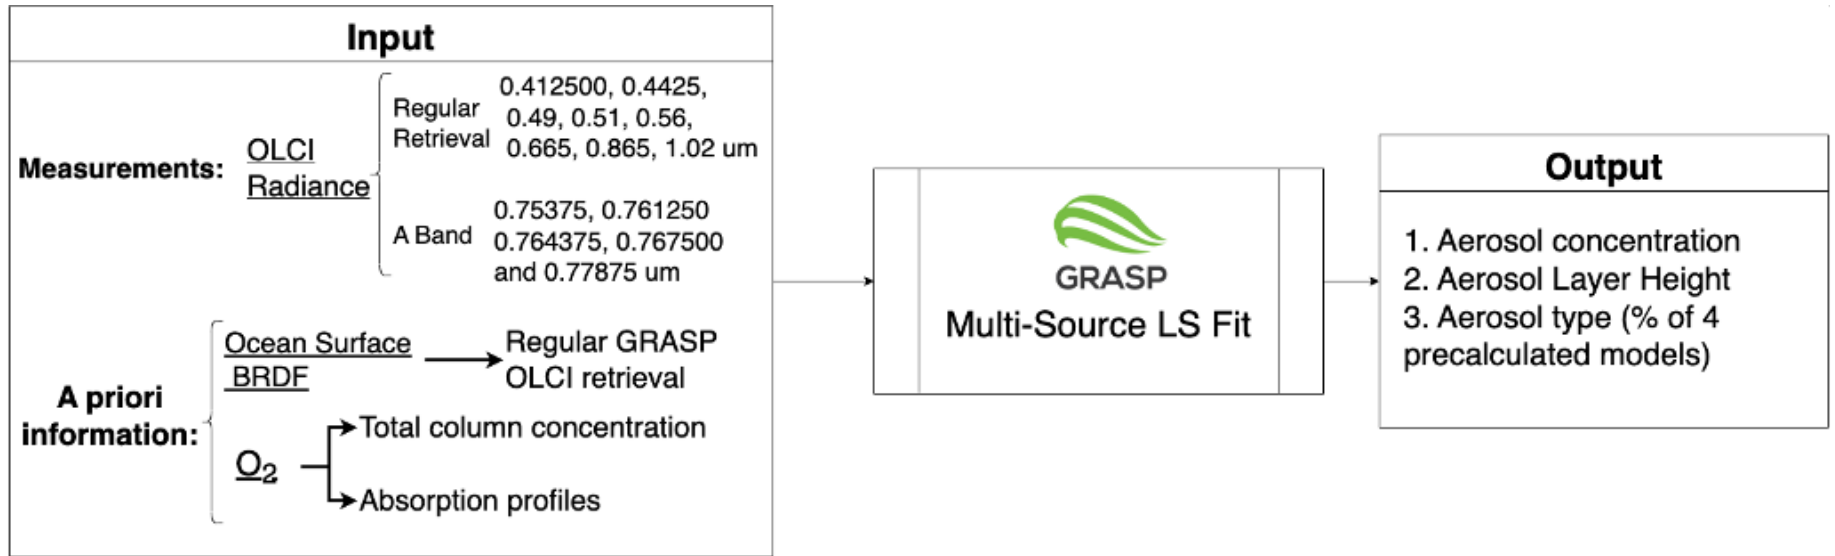 Input
Measurements:
OLCI
Radiance
Regular
Retrieval
0.412500, 0.4425,
0.49, 0.51, 0.56,
0.665, 0.865, 1.02 um
A Band
0.75375, 0.761250
0.764375, 0.767500
and 0.77875 um
A priori
information:
Ocean Surface
BRDF
Regular GRASP
OLCI retrieval
O₂
Total column concentration
Absorption profiles
GRASP
Multi-Source LS Fit
Output
1. Aerosol concentration
2. Aerosol Layer Height
3. Aerosol type (% of 4
precalculated models)